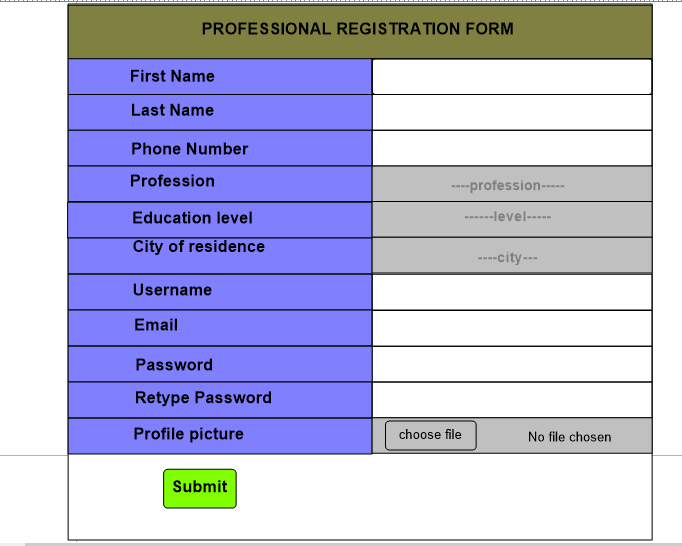 PROFESSIONAL REGISTRATION FORM
First Name
Last Name
Phone Number
Profession ----profession-----
Education level ------level-----
City of residence ----city---
Username
Email
Password
Retype Password
Profile picture choose file No file chosen
Submit